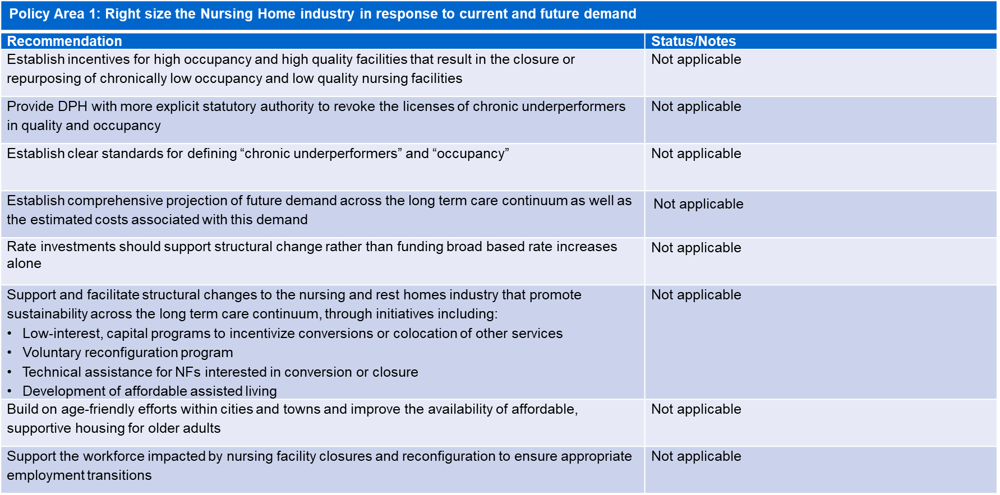 Policy Area 1: Right size the Nursing Home industry in response to current and future demand
Recommendation
Status/Notes
Establish incentives for high occupancy and high quality facilities that result in the closure or
repurposing of chronically low occupancy and low quality nursing facilities
Not applicable
Provide DPH with more explicit statutory authority to revoke the licenses of chronic underperformers
in quality and occupancy
Not applicable
Establish clear standards for defining “chronic underperformers” and “occupancy”
Not applicable
Establish comprehensive projection of future demand across the long term care continuum as well as
the estimated costs associated with this demand
Not applicable
Rate investments should support structural change rather than funding broad based rate increases
alone
Not applicable
Support and facilitate structural changes to the nursing and rest homes industry that promote
sustainability across the long term care continuum, through initiatives including:
• Low-interest, capital programs to incentivize conversions or colocation of other services
• Voluntary reconfiguration program
• Technical assistance for NFs interested in conversion or closure
• Development of affordable assisted living
Not applicable
Build on age-friendly efforts within cities and towns and improve the availability of affordable,
supportive housing for older adults
Not applicable
Support the workforce impacted by nursing facility closures and reconfiguration to ensure appropriate
employment transitions
Not applicable